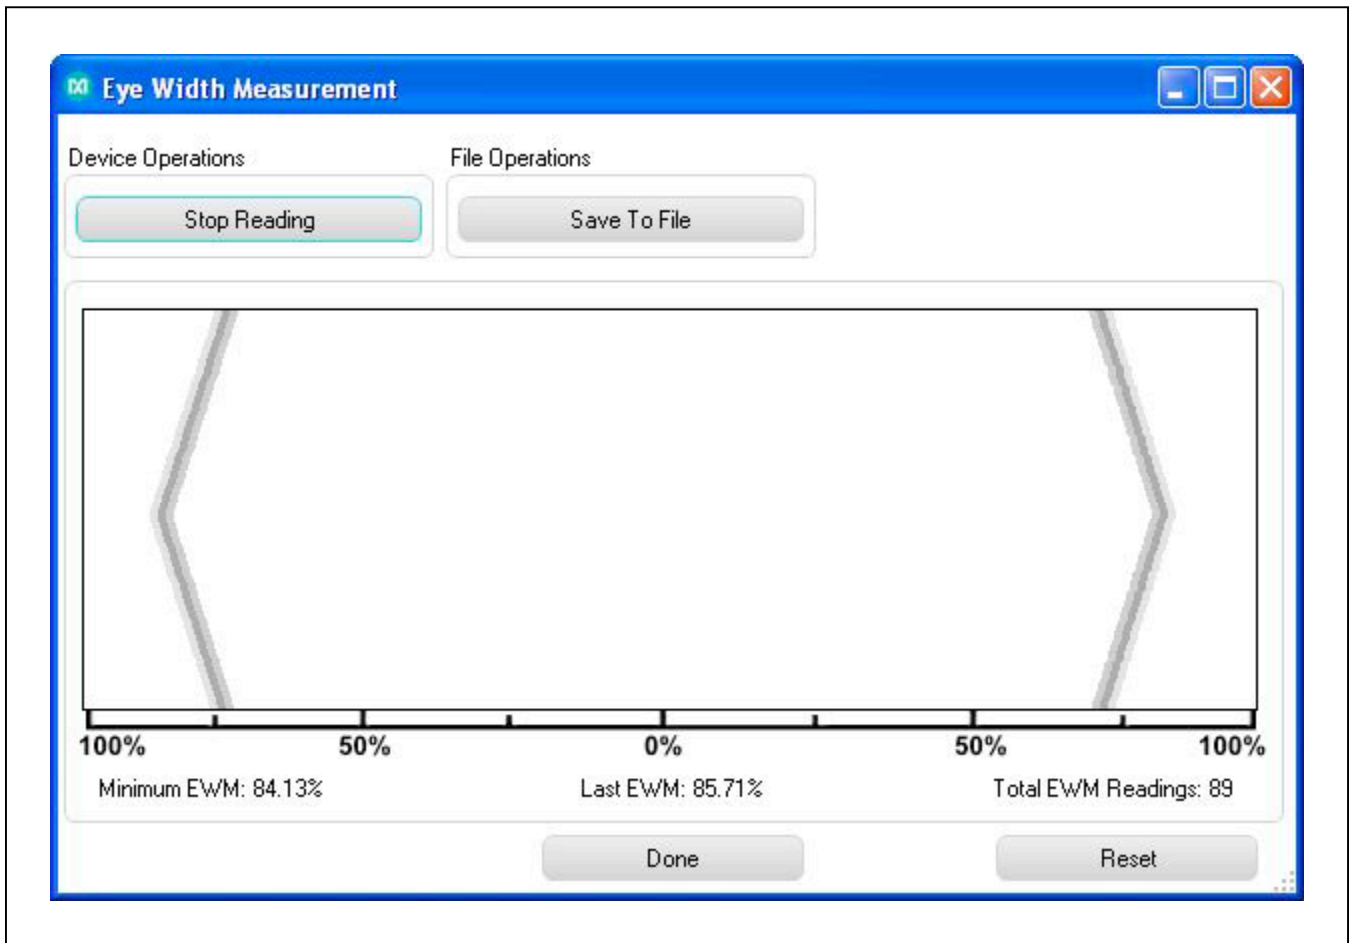 Eye Width Measurement
Device Operations
File Operations
Stop Reading
Save To File
100% 50% 0% 50% 100%
Minimum EWM: 84.13% Last EWM: 85.71% Total EWM Readings: 89
Done
Reset